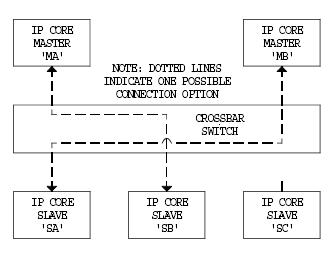 IP CORE
MASTER
'MA'
IP CORE
MASTER
'MB'
NOTE: DOTTED LINES
INDICATE ONE POSSIBLE
CONNECTION OPTION
CROSSBAR
SWITCH
IP CORE
SLAVE
'SA'
IP CORE
SLAVE
'SB'
IP CORE
SLAVE
'SC'